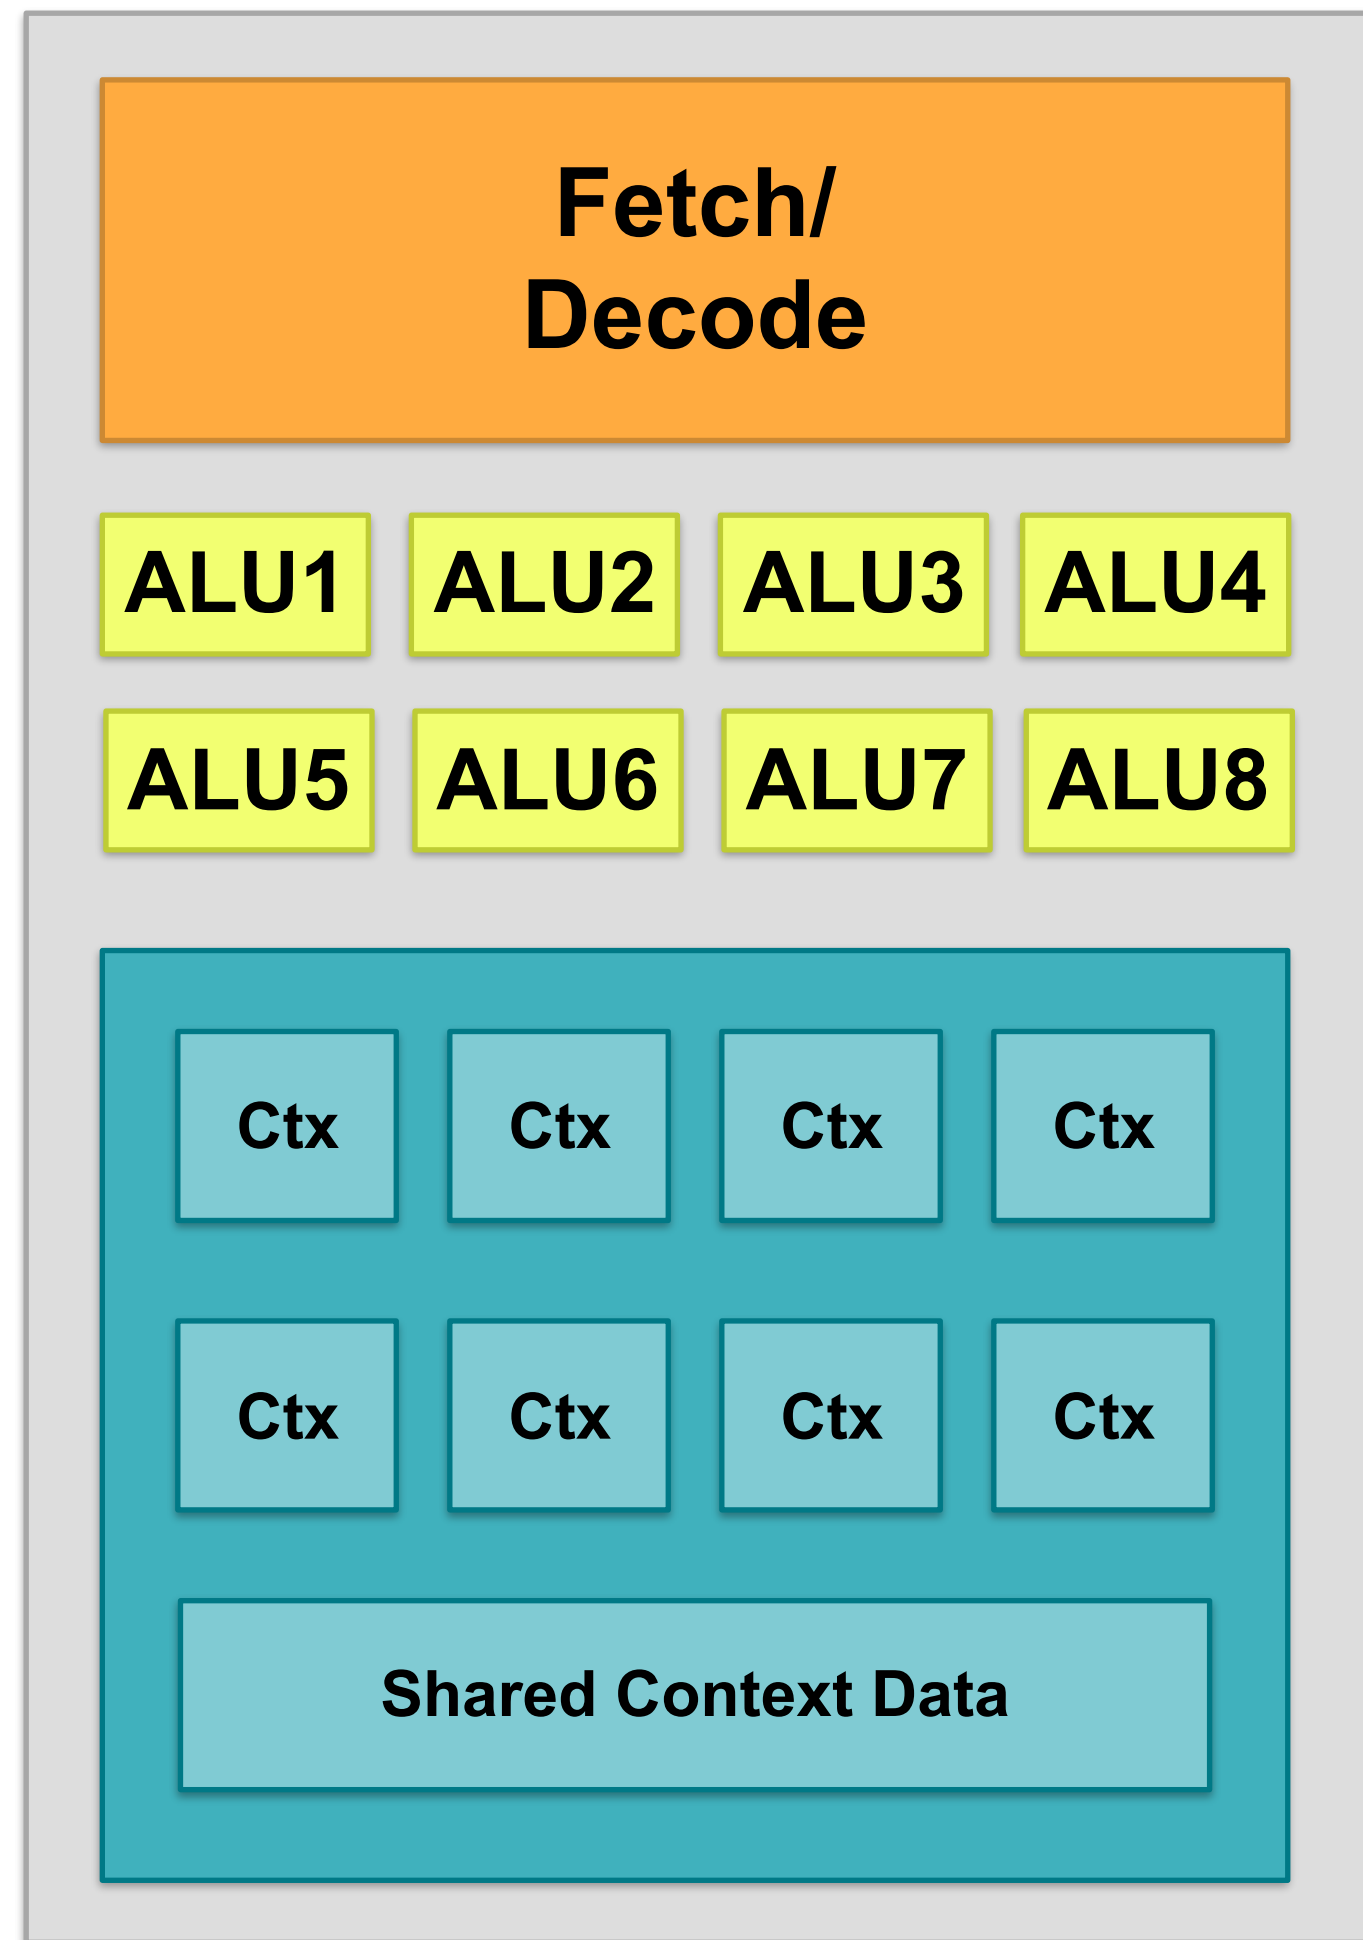 Fetch/
Decode
ALU1 ALU2 ALU3 ALU4
ALU5 ALU6 ALU7 ALU8
Ctx Ctx Ctx Ctx
Ctx Ctx Ctx Ctx
Shared Context Data